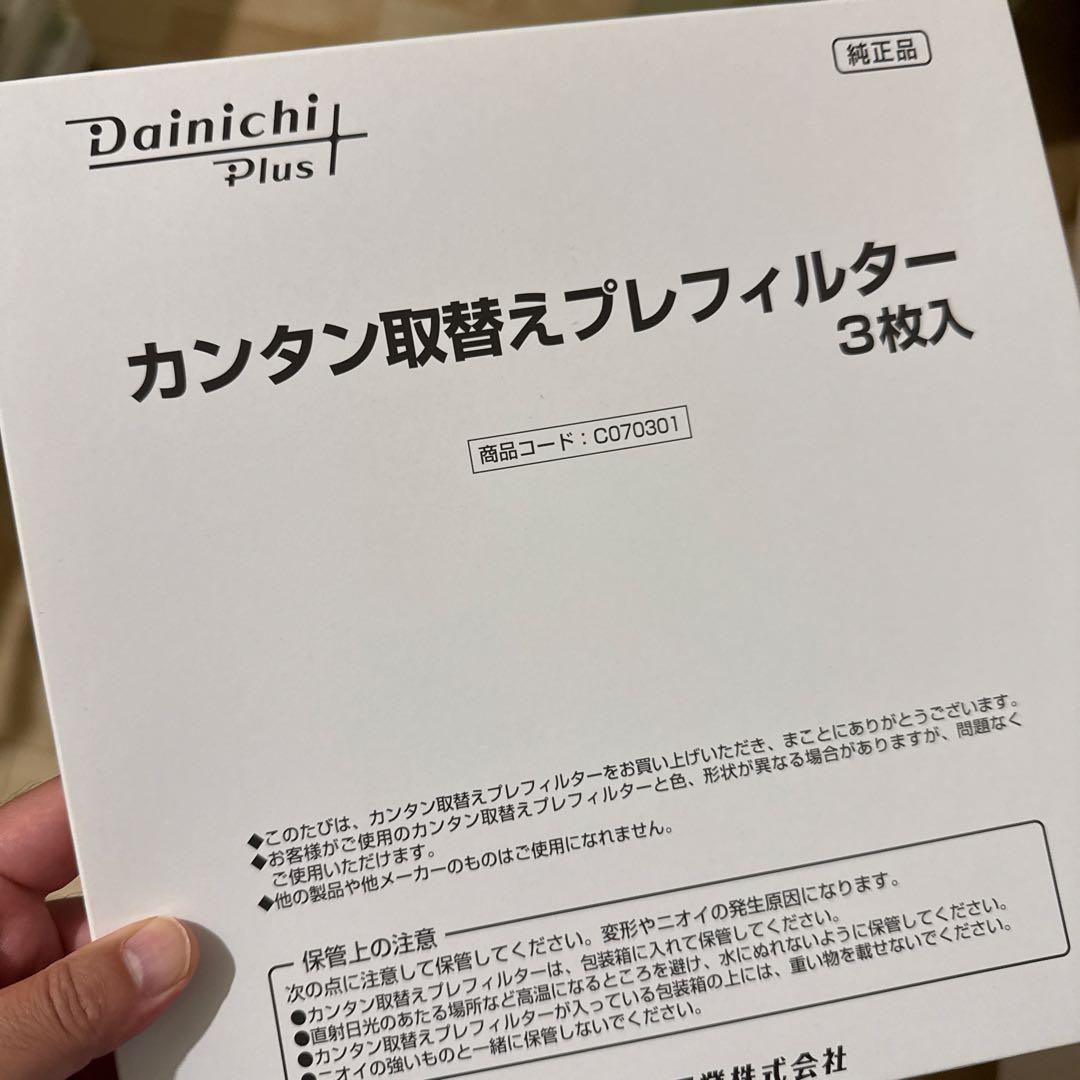 純正品
Dainichi
Plus
カンタン取替えプレフィルター
3枚入
商品コード：C070301
◆このたびは、カンタン取替えプレフィルターをお買い上げいただき、まことにありがとうございます。
◆お客様がご使用のカンタン取替えプレフィルターと色、形状が異なる場合がありますが、問題なく
ご使用いただけます。
◆他の製品や他メーカーのものはご使用になれません。
保管上の注意
次の点に注意して保管してください。変形やニオイの発生原因になります。
●カンタン取替えプレフィルターは、包装箱に入れて保管してください。
●直射日光のあたる場所など高温になるところを避け、水にぬれないように保管してください。
●カンタン取替えプレフィルターが入っている包装箱の上には、重い物を載せないでください。
●ニオイの強いものと一緒に保管しないでください。
業株式会社